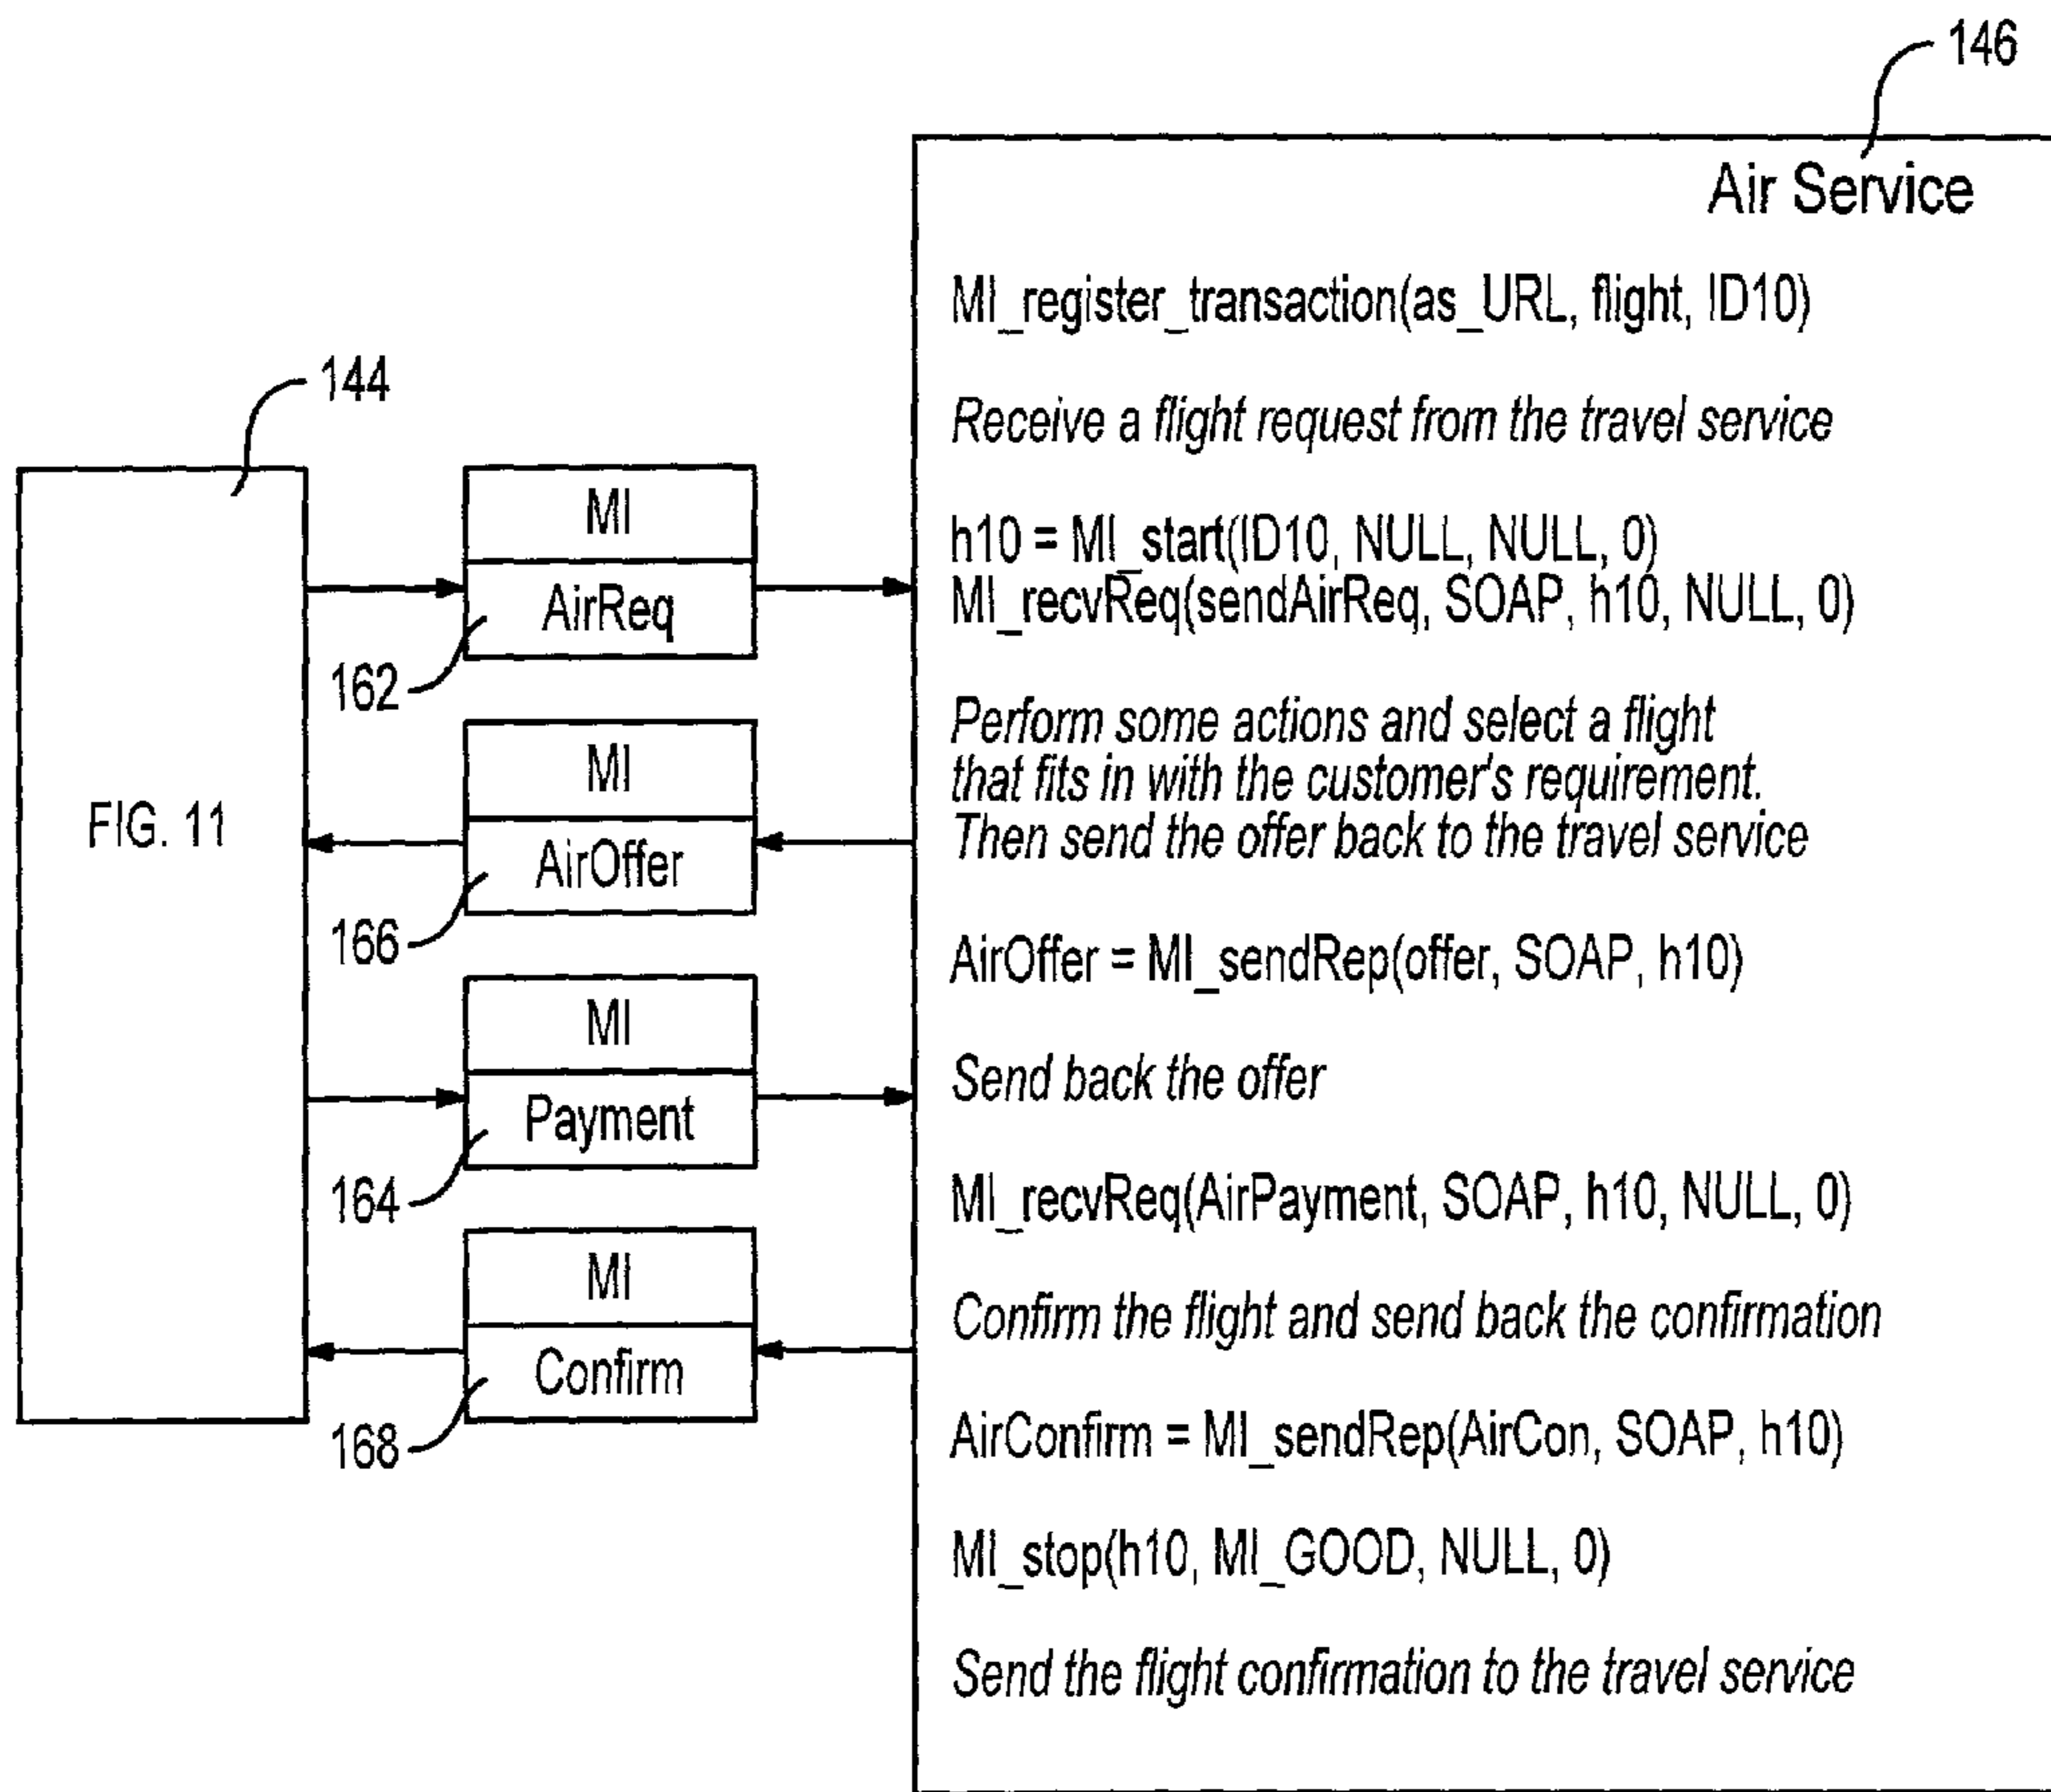 146
Air Service
MI_register_transaction(as_URL, flight, ID10)
Receive a flight request from the travel service
h10 = MI_start(ID10, NULL, NULL, 0)
MI_recvReq(sendAirReq, SOAP, h10, NULL, 0)
Perform some actions and select a flight
that fits in with the customer's requirement.
Then send the offer back to the travel service
AirOffer = MI_sendRep(offer, SOAP, h10)
Send back the offer
MI_recvReq(AirPayment, SOAP, h10, NULL, 0)
Confirm the flight and send back the confirmation
AirConfirm = MI_sendRep(AirCon, SOAP, h10)
MI_stop(h10, MI_GOOD, NULL, 0)
Send the flight confirmation to the travel service
144
FIG. 11
MI
AirReq
162
MI
AirOffer
166
MI
Payment
164
MI
Confirm
168